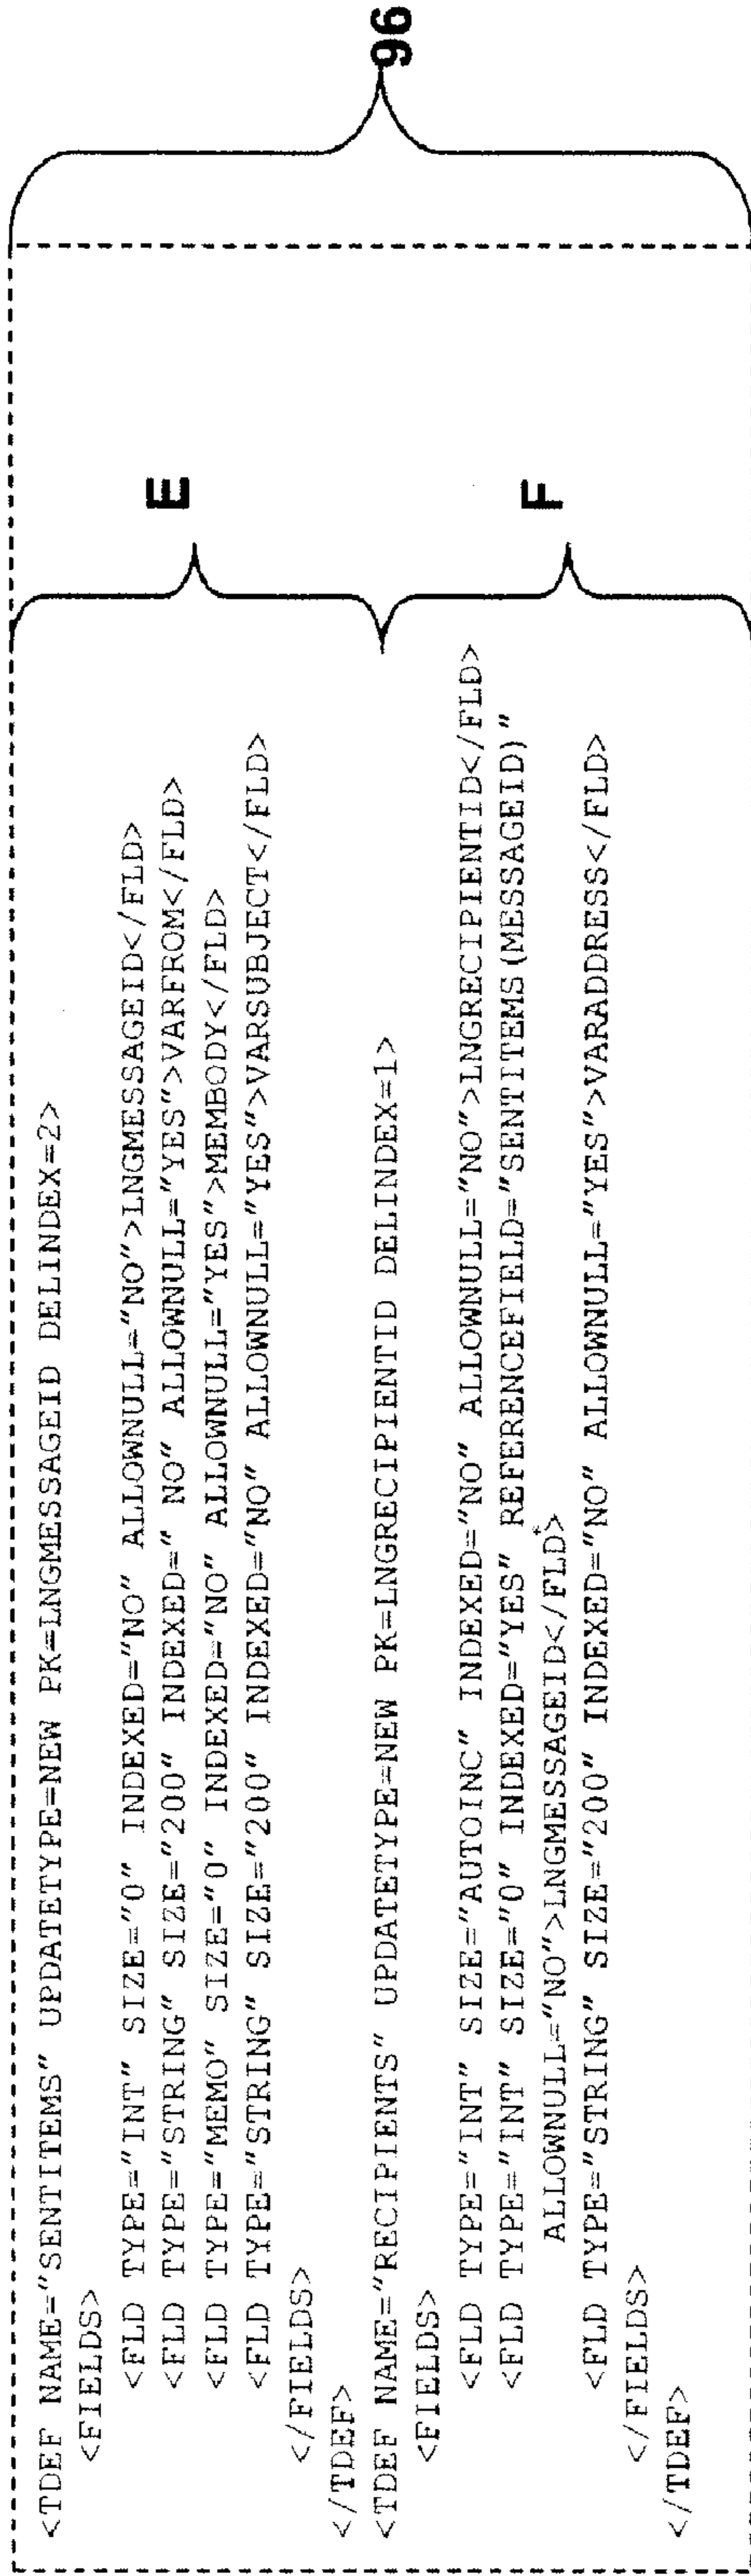 <TDEF NAME="SENTITEMS" UPDATETYPE=NEW PK=LNGMESSAGEID DELINDEX=2>
<FIELDS>
<FLD TYPE="INT" SIZE="0" INDEXED="NO" ALLOWNULL="NO">LNGMESSAGEID</FLD>
<FLD TYPE="STRING" SIZE="200" INDEXED=" NO" ALLOWNULL="YES">VARFROM</FLD>
<FLD TYPE="MEMO" SIZE="0" INDEXED="NO" ALLOWNULL="YES">MEMBODY</FLD>
<FLD TYPE="STRING" SIZE="200" INDEXED="NO" ALLOWNULL="YES">VARSUBJECT</FLD>
</FIELDS>
</TDEF>
E
<TDEF NAME="RECIPIENTS" UPDATETYPE=NEW PK=LNGRECIPIENTID DELINDEX=1>
<FIELDS>
<FLD TYPE="INT" SIZE="AUTOINC" INDEXED="NO" ALLOWNULL="NO">LNGRECIPIENTID</FLD>
<FLD TYPE="INT" SIZE="0" INDEXED="YES" REFERENCEFIELD="SENTITEMS(MESSAGEID)"
ALLOWNULL="NO">LNGMESSAGEID</FLD>
<FLD TYPE="STRING" SIZE="200" INDEXED="NO" ALLOWNULL="YES">VARADDRESS</FLD>
</FIELDS>
</TDEF>
F
96